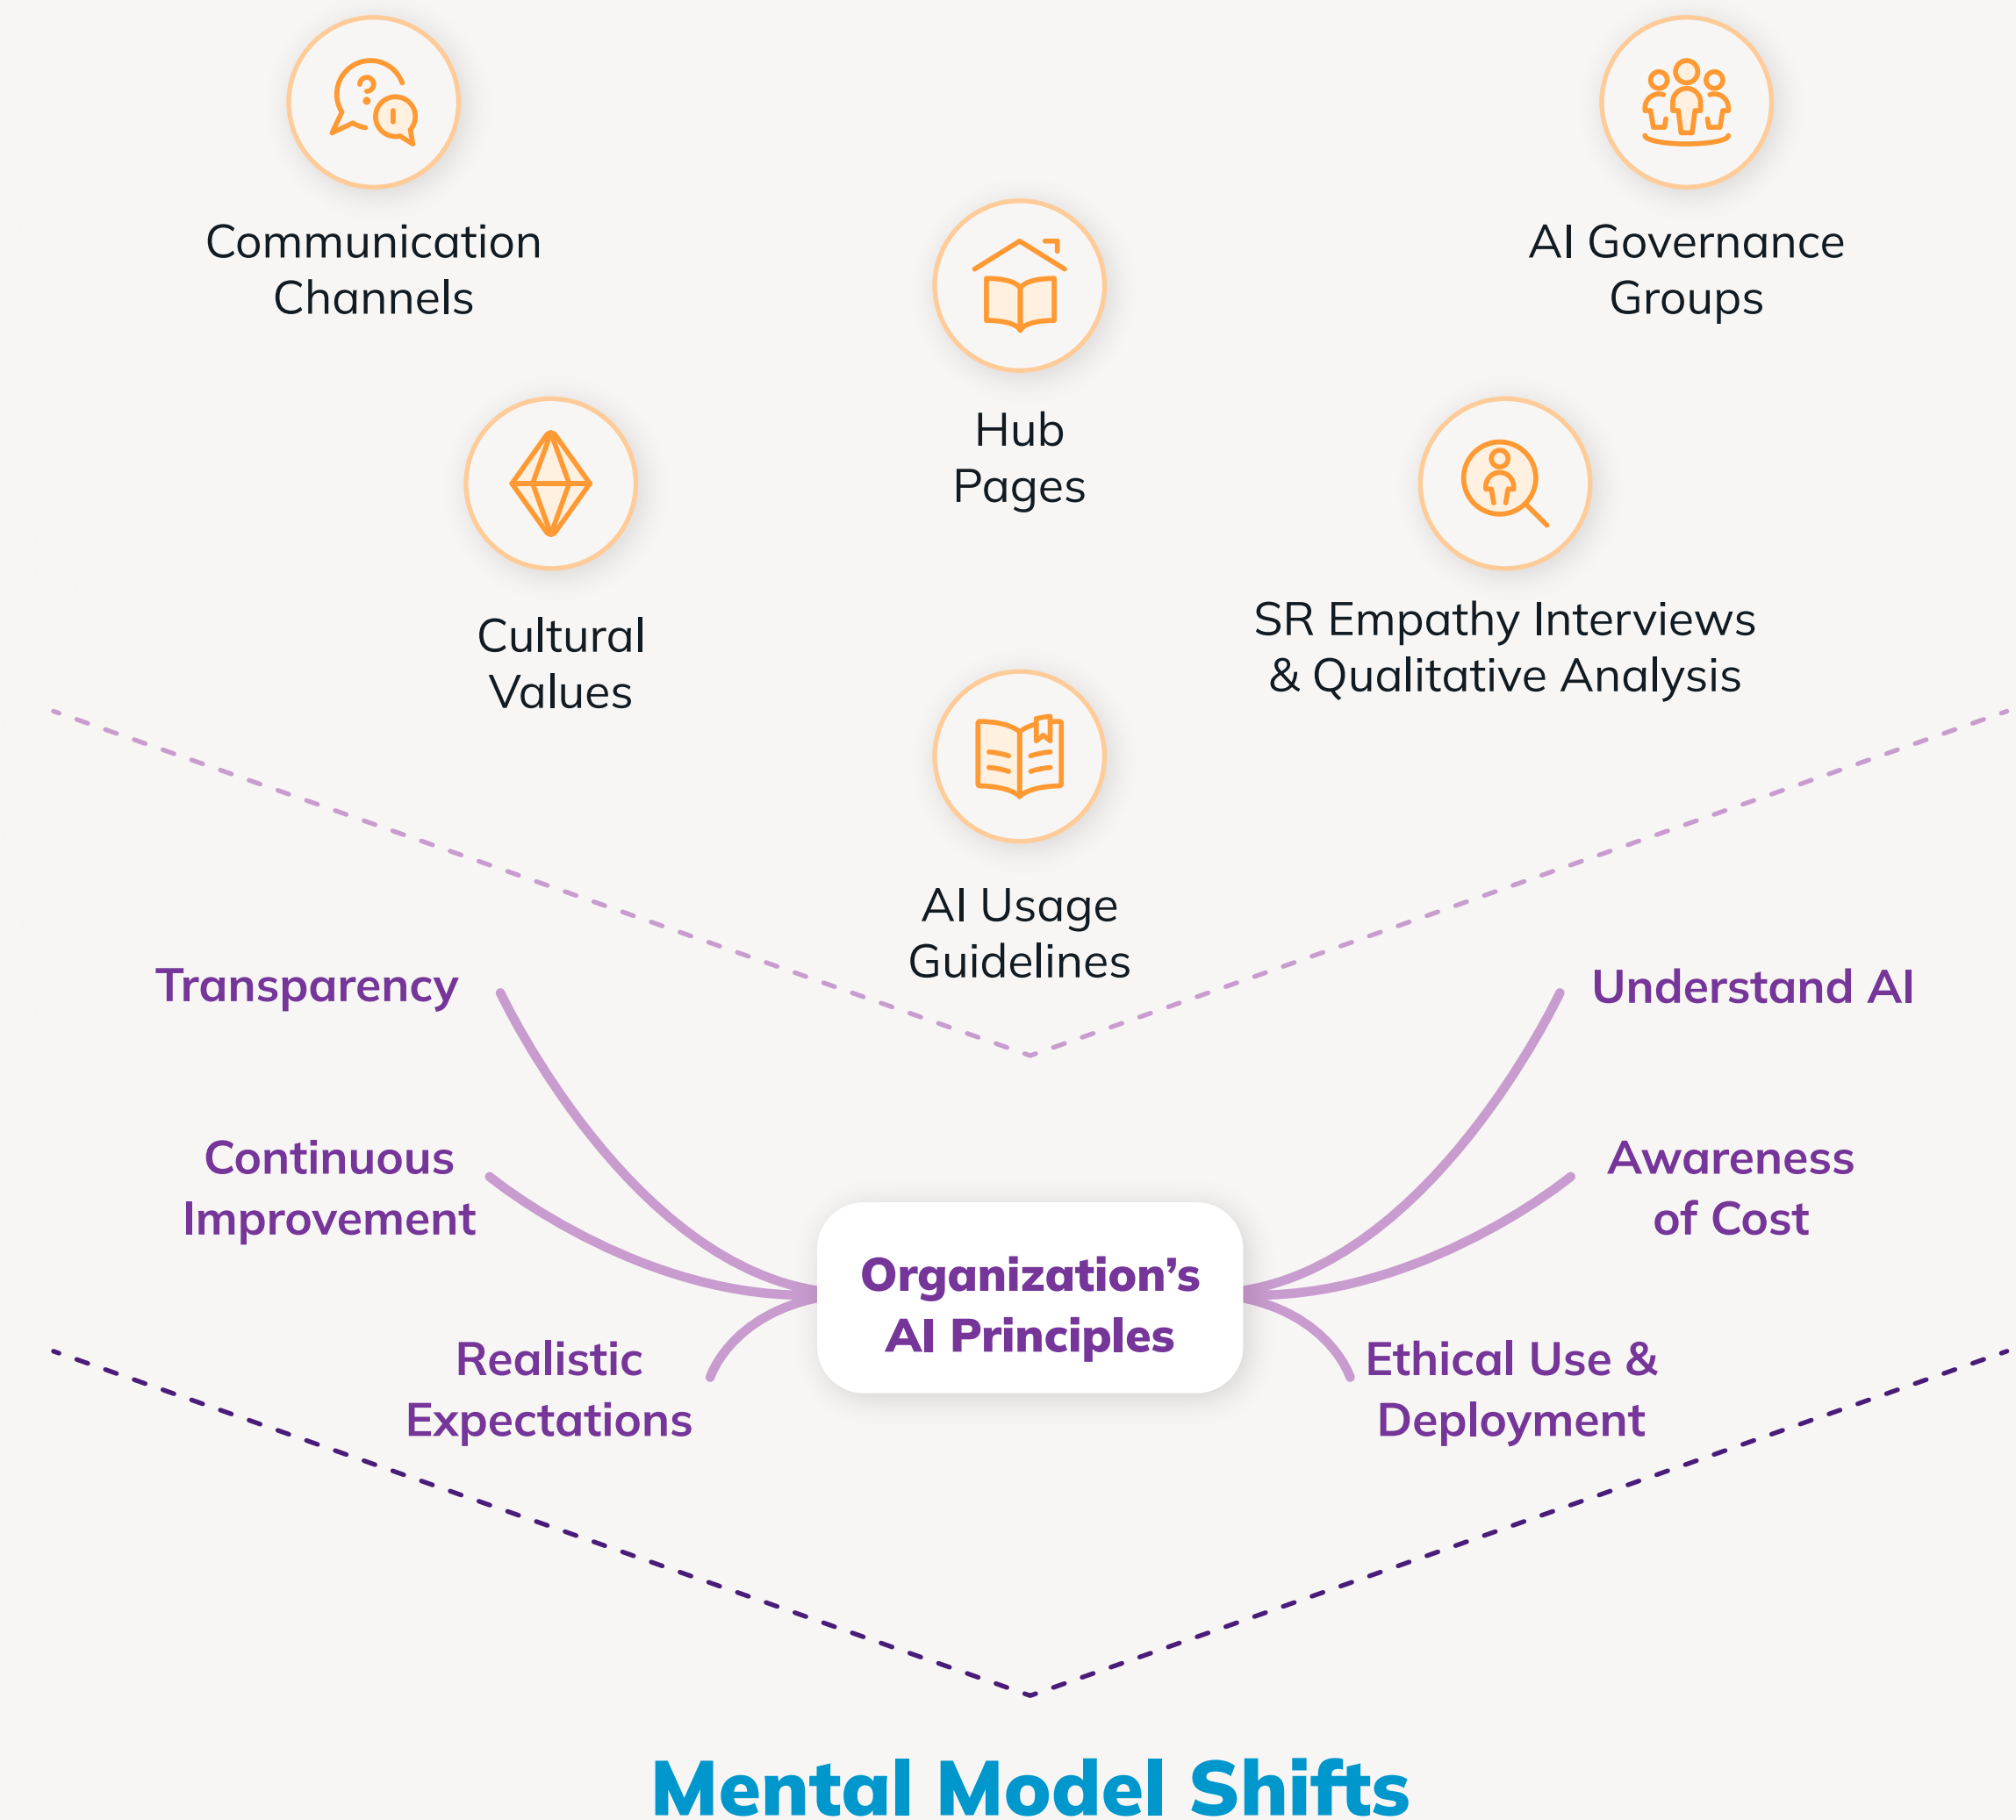 Communication
Channels
AI Governance
Groups
Hub
Pages
Cultural
Values
SR Empathy Interviews
& Qualitative Analysis
AI Usage
Guidelines
Transparency
Understand AI
Continuous
Improvement
Awareness
of Cost
Organization’s
AI Principles
Realistic
Expectations
Ethical Use &
Deployment
Mental Model Shifts